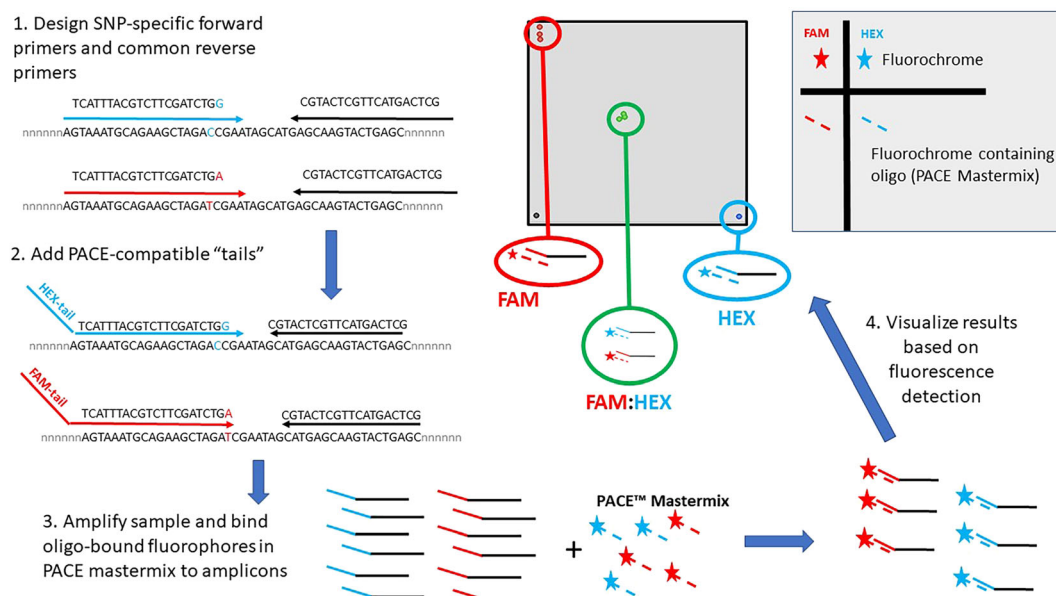 1. Design SNP-specific forward
primers and common reverse
primers
TCATTTACGTCTTCGATCTGG CGTACTCGTTCATGACTCG
nnnnnnAGTAAATGCAGAAGCTAGACCGAATAGCATGAGCAAGTACTGAGCnnnnnn
TCATTTACGTCTTCGATCTGA CGTACTCGTTCATGACTCG
nnnnnnAGTAAATGCAGAAGCTAGATCGAATAGCATGAGCAAGTACTGAGCnnnnnn
2. Add PACE-compatible “tails”
HEX-tail
TCATTTACGTCTTCGATCTGG CGTACTCGTTCATGACTCG
nnnnnnAGTAAATGCAGAAGCTAGACCGAATAGCATGAGCAAGTACTGAGCnnnnnn
FAM-tail
TCATTTACGTCTTCGATCTGA CGTACTCGTTCATGACTCG
nnnnnnAGTAAATGCAGAAGCTAGATCGAATAGCATGAGCAAGTACTGAGCnnnnnn
3. Amplify sample and bind
oligo-bound fluorophores in
PACE mastermix to amplicons
+
PACE™ Mastermix
4. Visualize results
based on
fluorescence
detection
FAM
FAM:HEX
HEX
FAM HEX
Fluorochrome
Fluorochrome containing
oligo (PACE Mastermix)